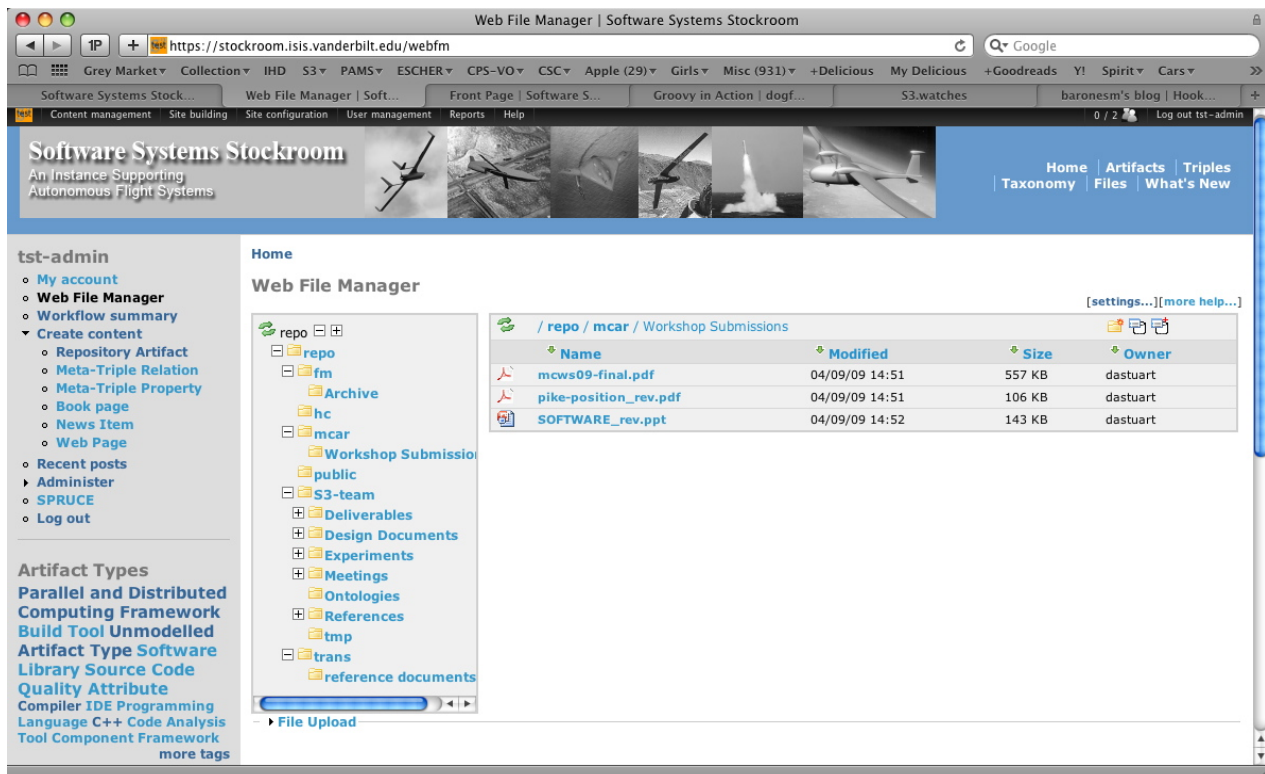 Web File Manager | Software Systems Stockroom
1P + test https://stockroom.isis.vanderbilt.edu/webfm Google
Grey Market Collection IHD S3 PAMS ESCHER CPS-VO CSC Apple (29) Girls Misc (931) +Delicious My Delicious +Goodreads Y! Spirit Cars >>
Software Systems Stock... Web File Manager | Soft... Front Page | Software S... Groovy in Action | dogf... S3.watches baronesm's blog | Hook... +
test Content management Site building Site configuration User management Reports Help 0 / 2 Log out tst-admin
Software Systems Stockroom
An Instance Supporting
Autonomous Flight Systems
Home Artifacts Triples
Taxonomy Files What's New
tst-admin
My account
Web File Manager
Workflow summary
Create content
Repository Artifact
Meta-Triple Relation
Meta-Triple Property
Book page
News Item
Web Page
Recent posts
Administer
SPRUCE
Log out
Artifact Types
Parallel and Distributed
Computing Framework
Build Tool Unmodelled
Artifact Type Software
Library Source Code
Quality Attribute
Compiler IDE Programming
Language C++ Code Analysis
Tool Component Framework
more tags
Home
Web File Manager
[settings...][more help...]
repo
repo
fm
Archive
hc
mcar
Workshop Submissio
public
S3-team
Deliverables
Design Documents
Experiments
Meetings
Ontologies
References
tmp
trans
reference documents
/ repo / mcar / Workshop Submissions
Name Modified Size Owner
mcws09-final.pdf 04/09/09 14:51 557 KB dastuart
pike-position_rev.pdf 04/09/09 14:51 106 KB dastuart
SOFTWARE_rev.ppt 04/09/09 14:52 143 KB dastuart
File Upload